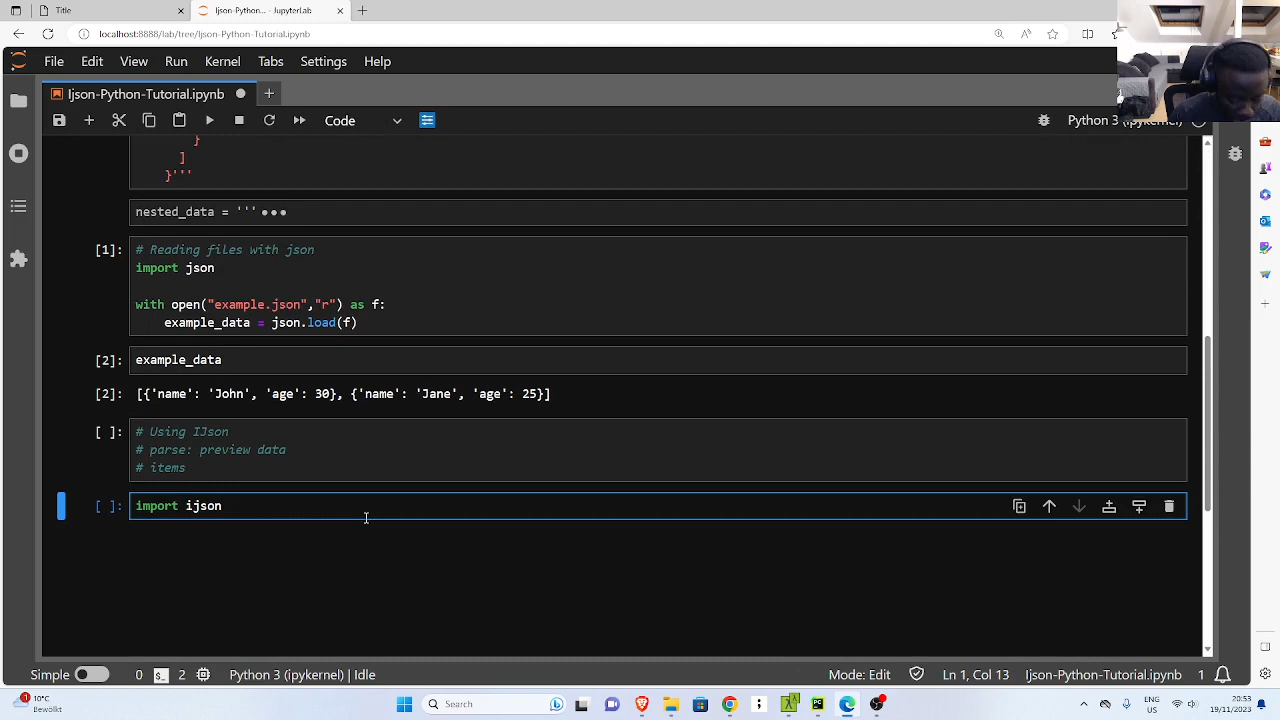 Title
Ijson-Python... - JupyterLab
localhost:8888/lab/tree/Ijson-Python-Tutorial.ipynb
File Edit View Run Kernel Tabs Settings Help
Ijson-Python-Tutorial.ipynb
Code
Python 3 (ipykernel)
}
]
}'''
nested_data = '''
[1]: # Reading files with json
import json
with open("example.json","r") as f:
example_data = json.load(f)
[2]: example_data
[2]: [{'name': 'John', 'age': 30}, {'name': 'Jane', 'age': 25}]
[ ]: # Using IJson
# parse: preview data
# items
[ ]: import ijson
Simple 0 2 Python 3 (ipykernel) | Idle Mode: Edit Ln 1, Col 13 Ijson-Python-Tutorial.ipynb 1
1 10°C
Bewölkt
Search
ENG
US
20:53
19/11/2023